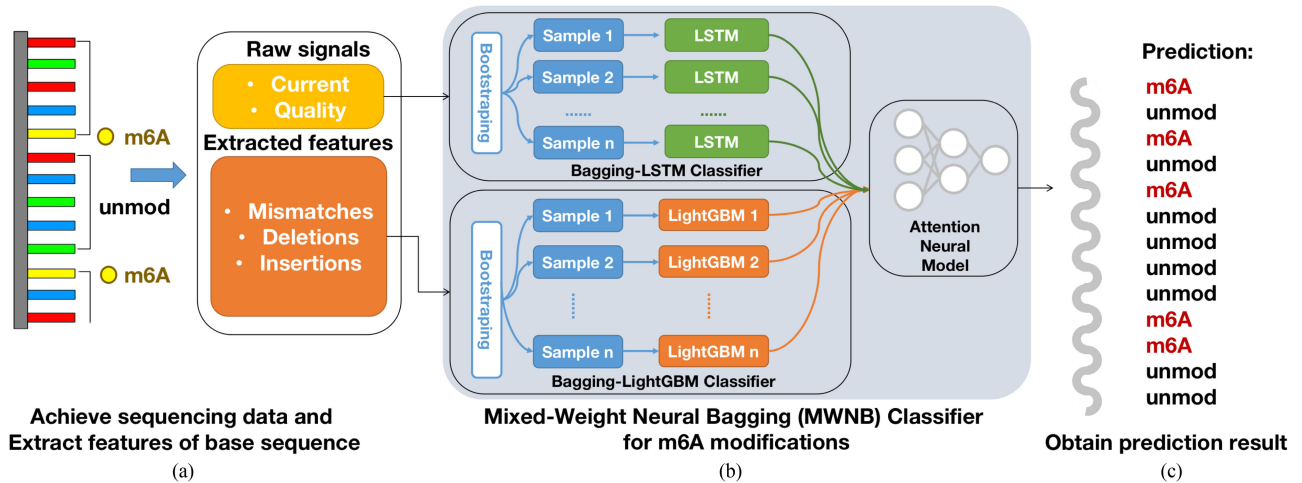 m6A
unmod
m6A
Raw signals
• Current
• Quality
Extracted features
• Mismatches
• Deletions
• Insertions
Achieve sequencing data and
Extract features of base sequence
(a)
Bootstraping
Sample 1
LSTM
Sample 2
LSTM
......
......
Sample n
LSTM
Bagging-LSTM Classifier
Bootstraping
Sample 1
LightGBM 1
Sample 2
LightGBM 2
Sample n
LightGBM n
Bagging-LightGBM Classifier
Attention
Neural
Model
Mixed-Weight Neural Bagging (MWNB) Classifier
for m6A modifications
(b)
Prediction:
m6A
unmod
m6A
unmod
m6A
unmod
unmod
unmod
unmod
m6A
m6A
unmod
unmod
Obtain prediction result
(c)